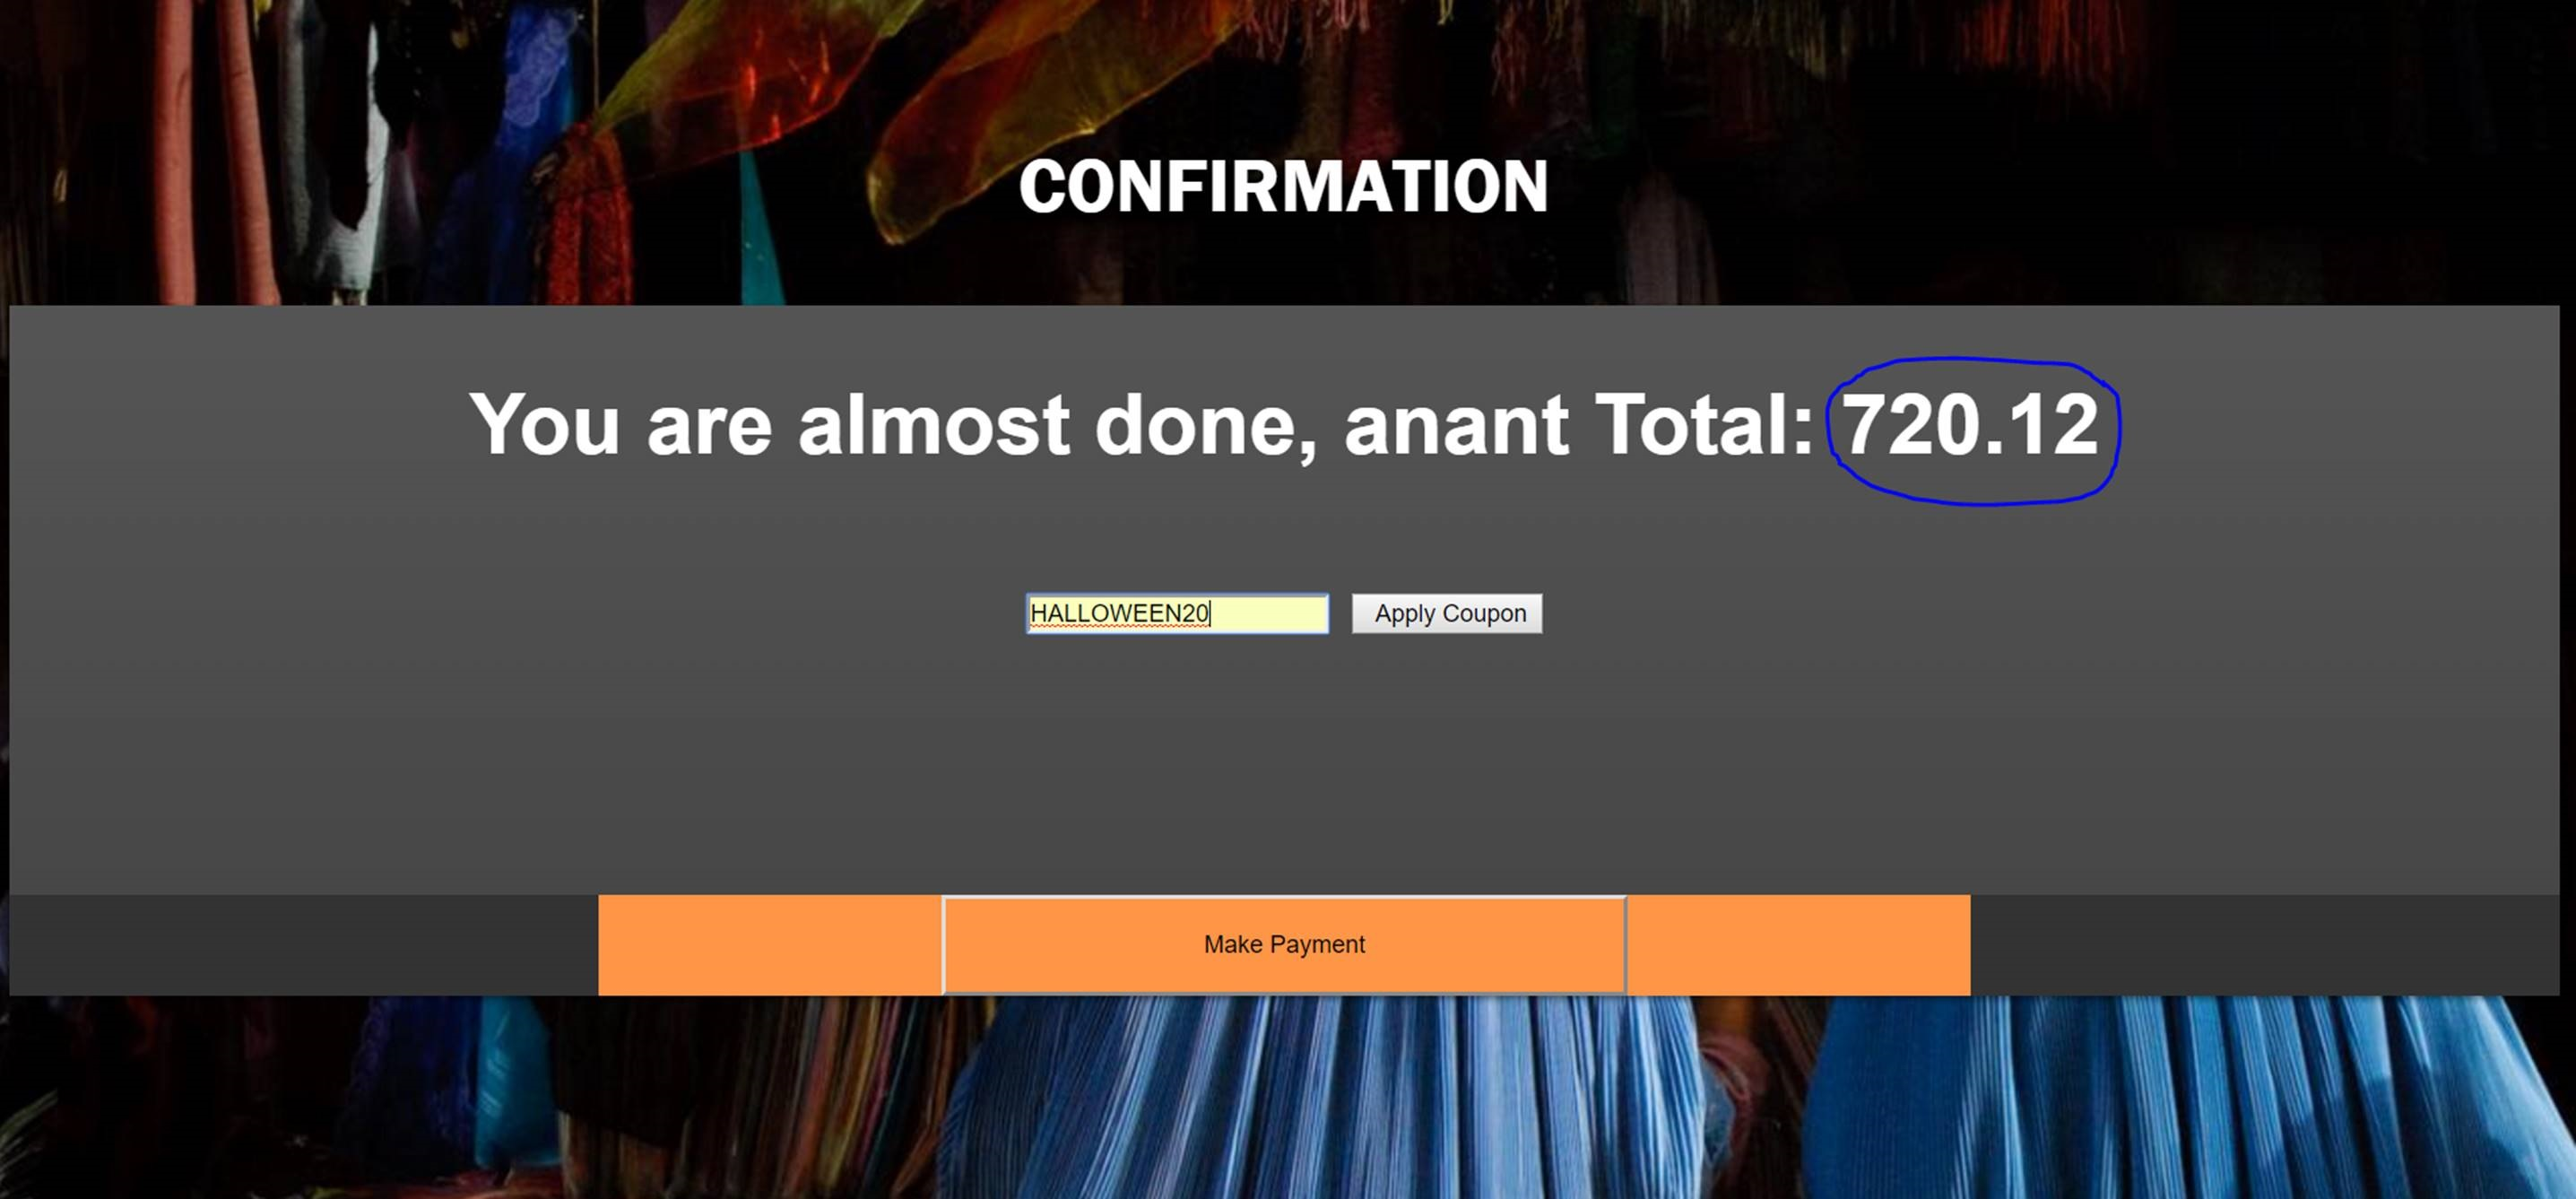 CONFIRMATION
You are almost done, anant Total: 720.12
HALLOWEEN20
Apply Coupon
Make Payment